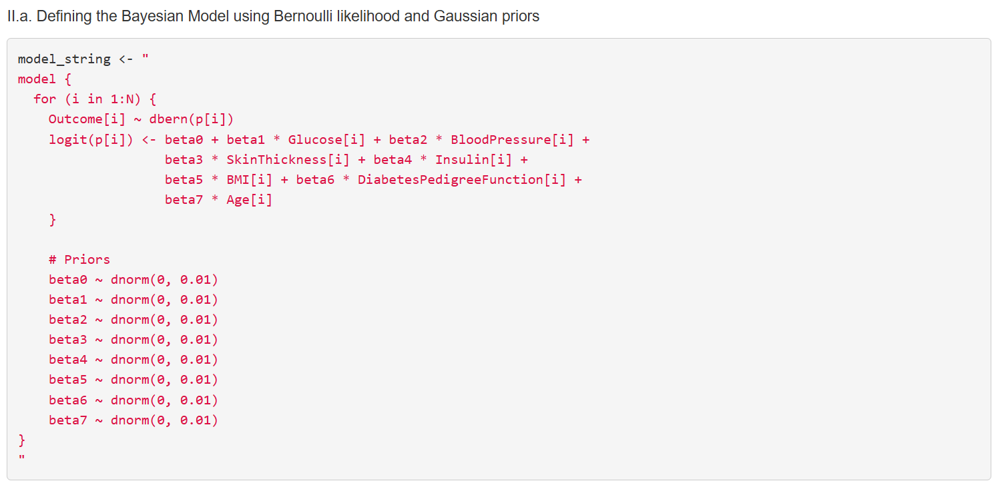 II.a. Defining the Bayesian Model using Bernoulli likelihood and Gaussian priors
model_string <- "
model {
  for (i in 1:N) {
    Outcome[i] ~ dbern(p[i])
    logit(p[i]) <- beta0 + beta1 * Glucose[i] + beta2 * BloodPressure[i] +
                   beta3 * SkinThickness[i] + beta4 * Insulin[i] +
                   beta5 * BMI[i] + beta6 * DiabetesPedigreeFunction[i] +
                   beta7 * Age[i]
    }
    # Priors
    beta0 ~ dnorm(0, 0.01)
    beta1 ~ dnorm(0, 0.01)
    beta2 ~ dnorm(0, 0.01)
    beta3 ~ dnorm(0, 0.01)
    beta4 ~ dnorm(0, 0.01)
    beta5 ~ dnorm(0, 0.01)
    beta6 ~ dnorm(0, 0.01)
    beta7 ~ dnorm(0, 0.01)
}
"